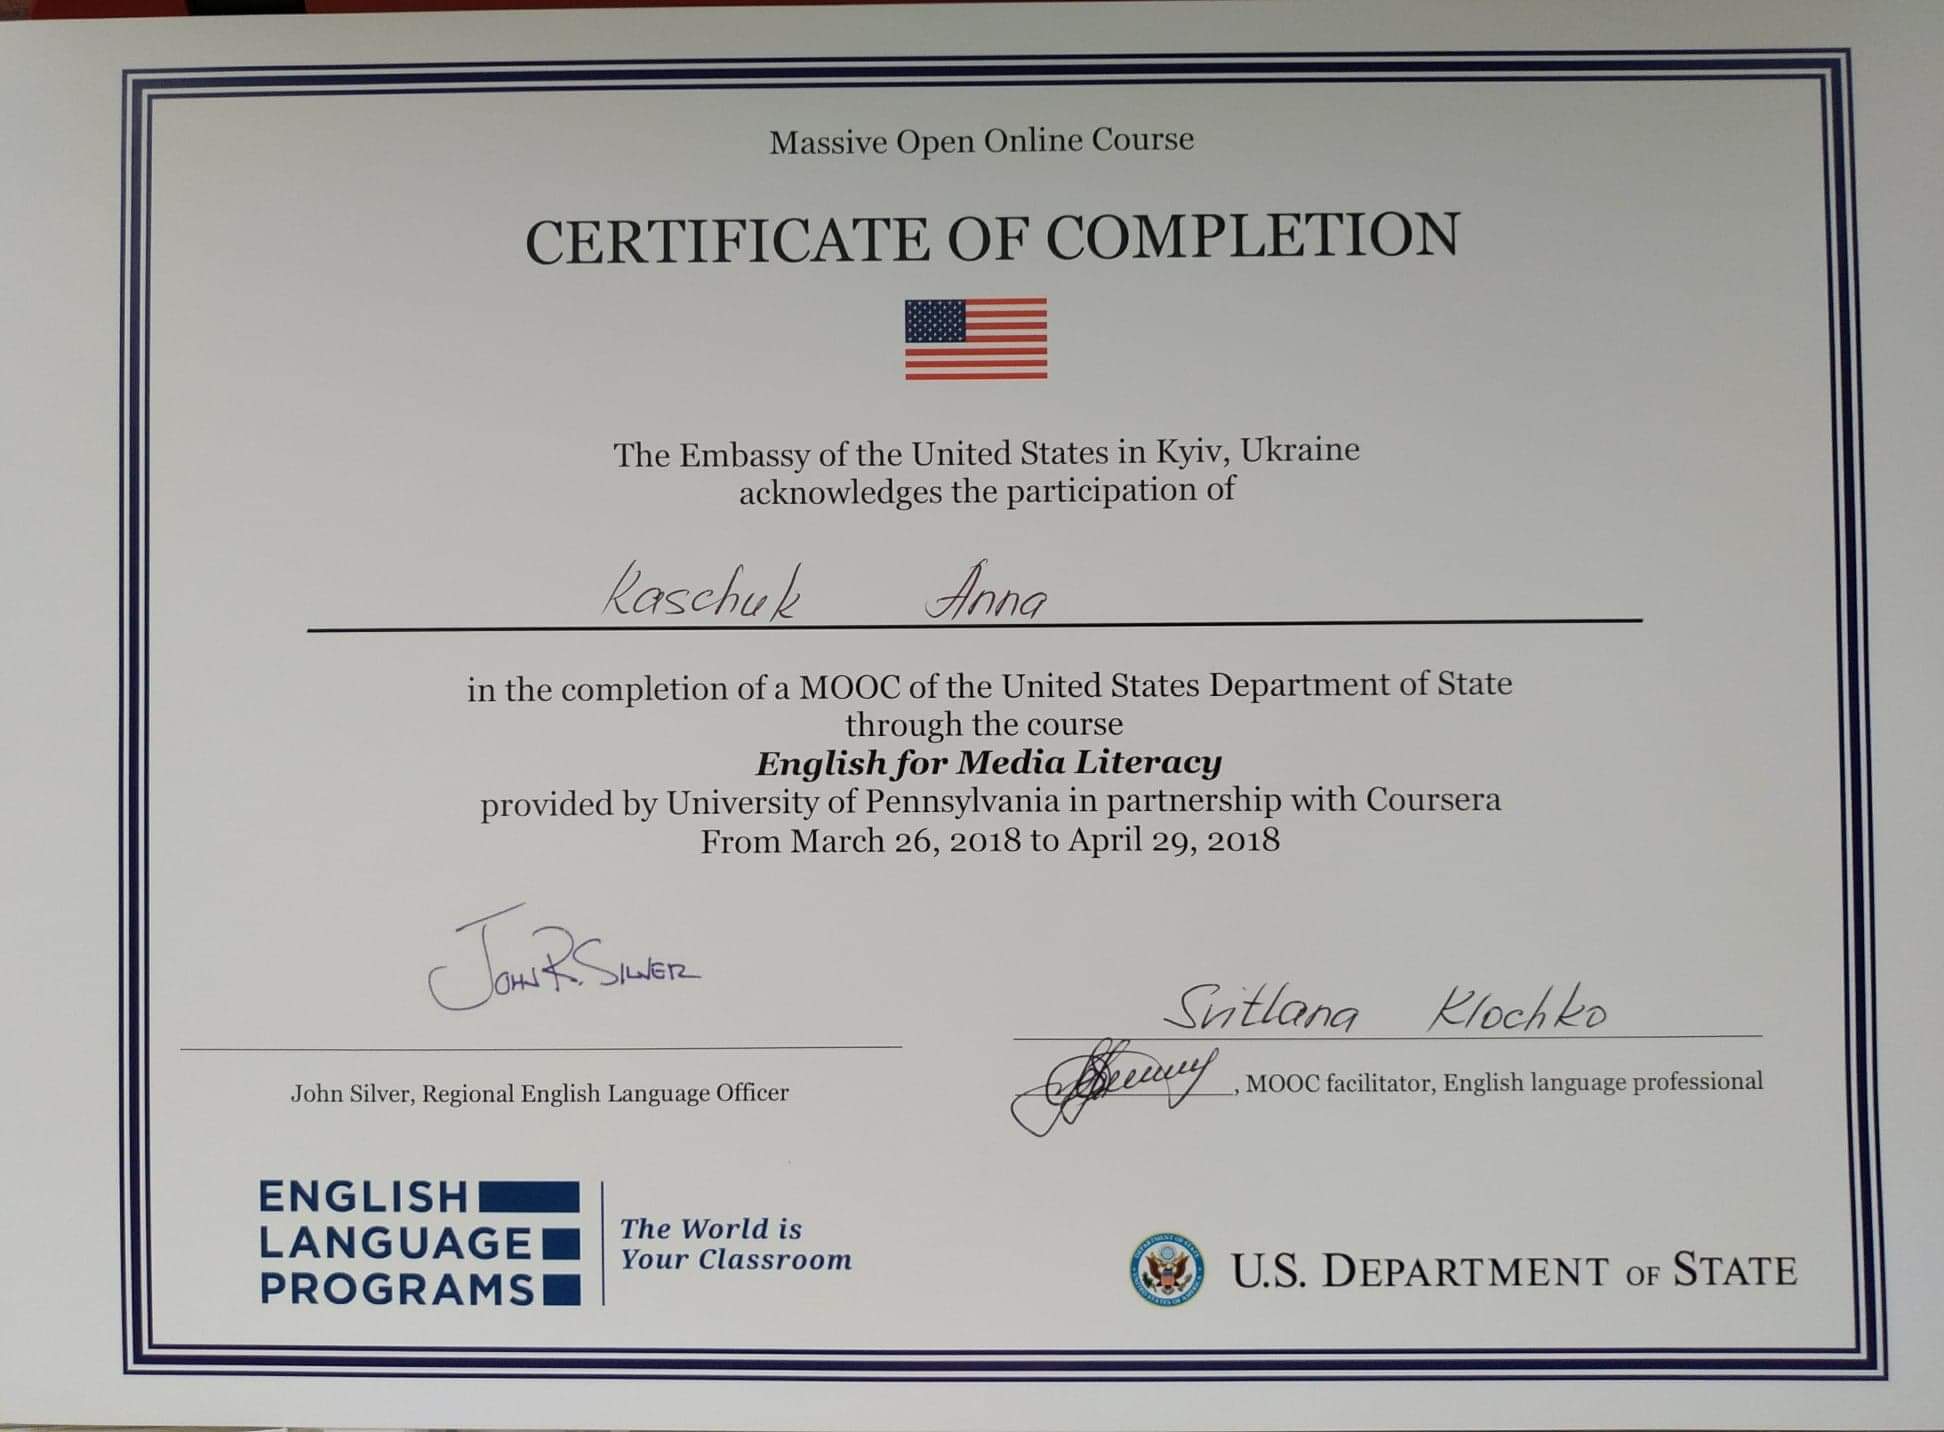 Massive Open Online Course
CERTIFICATE OF COMPLETION
The Embassy of the United States in Kyiv, Ukraine
acknowledges the participation of
Kaschuk Anna
in the completion of a MOOC of the United States Department of State
through the course
English for Media Literacy
provided by University of Pennsylvania in partnership with Coursera
From March 26, 2018 to April 29, 2018
John R. Silver
John Silver, Regional English Language Officer
Svitlana Klochko
, MOOC facilitator, English language professional
ENGLISH
LANGUAGE
PROGRAMS
The World is
Your Classroom
U.S. DEPARTMENT OF STATE